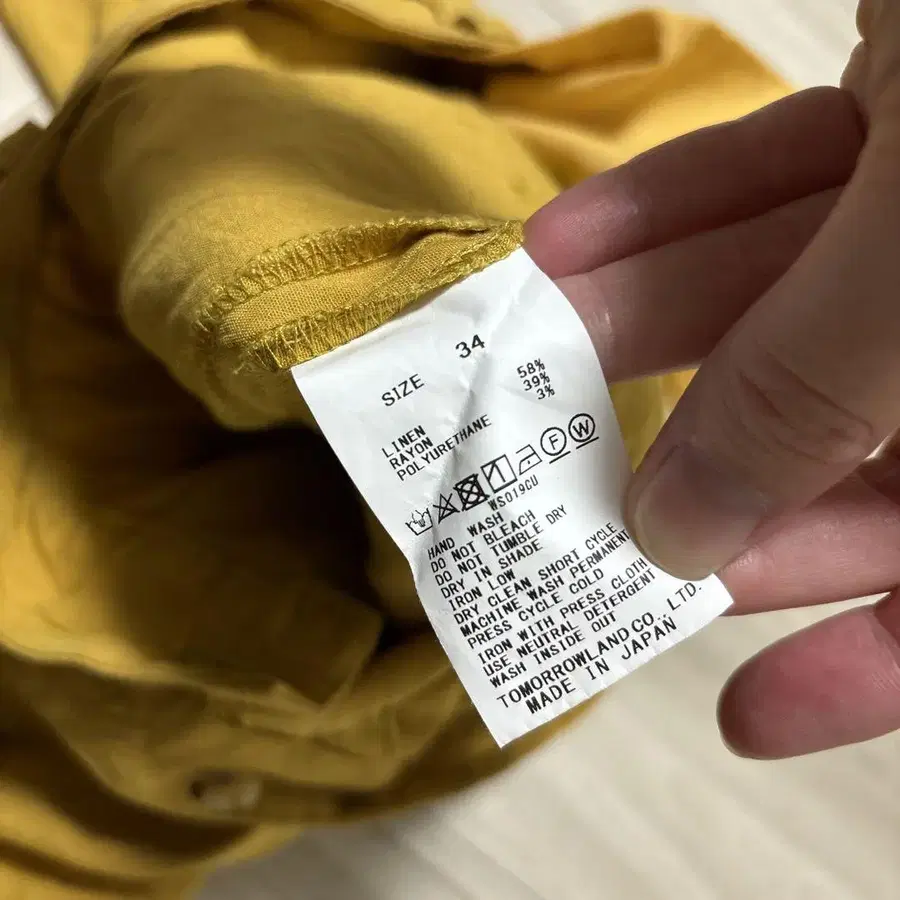 SIZE 34
LINEN 58%
RAYON 39%
POLYURETHANE 3%
F W
WS019CU
HAND WASH
DO NOT BLEACH
DO NOT TUMBLE DRY
DRY IN SHADE
IRON LOW
DRY CLEAN SHORT CYCLE
MACHINE WASH PERMANENT
PRESS CYCLE COLD
IRON WITH PRESS CLOTH
USE NEUTRAL DETERGENT
WASH INSIDE OUT
TOMORROWLAND CO., LTD.
MADE IN JAPAN